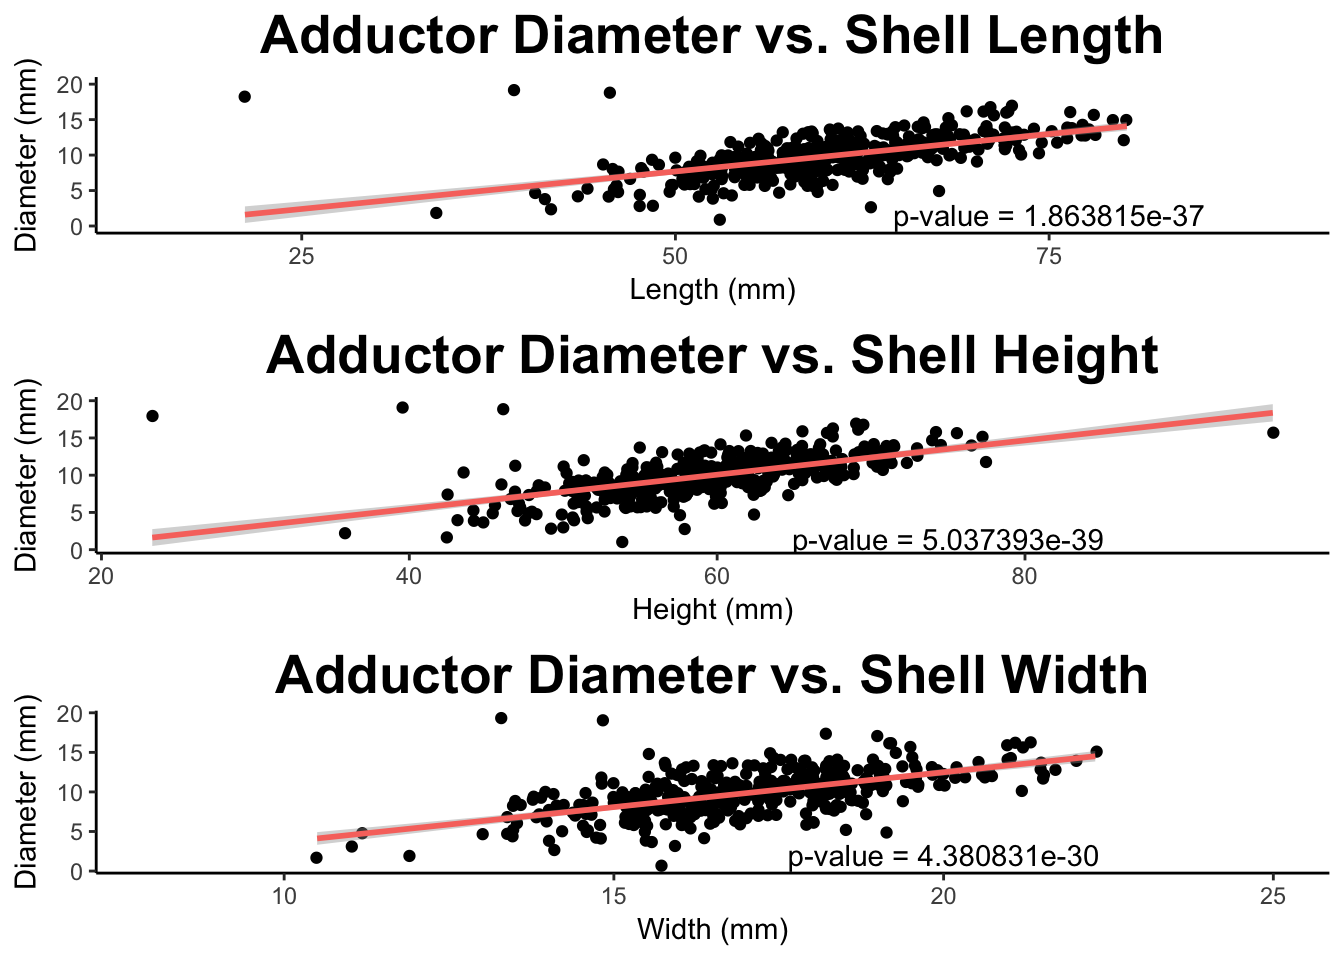 Adductor Diameter vs. Shell Length
Diameter (mm)
20
15
10
5
0
p-value = 1.863815e-37
25 50 75
Length (mm)
Adductor Diameter vs. Shell Height
Diameter (mm)
20
15
10
5
0
p-value = 5.037393e-39
20 40 60 80
Height (mm)
Adductor Diameter vs. Shell Width
Diameter (mm)
20
15
10
5
0
p-value = 4.380831e-30
10 15 20 25
Width (mm)